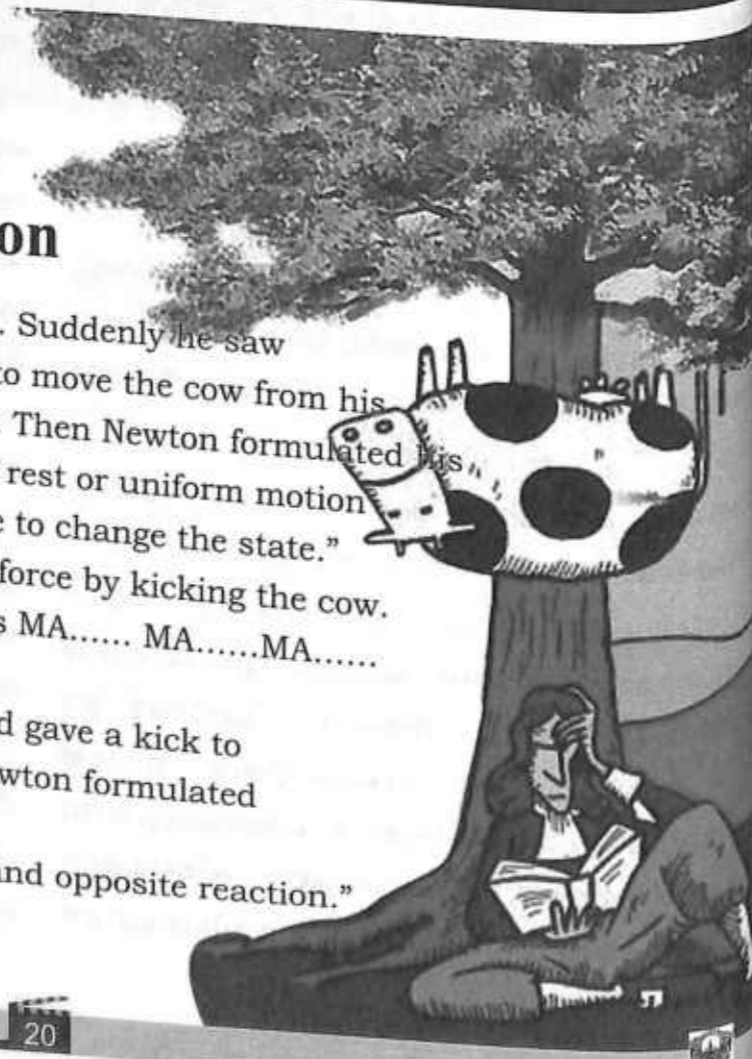 on
. Suddenly he saw
to move the cow from his
. Then Newton formulated his
rest or uniform motion
e to change the state.”
force by kicking the cow.
s MA...... MA......MA......
d gave a kick to
wton formulated
and opposite reaction.”
20